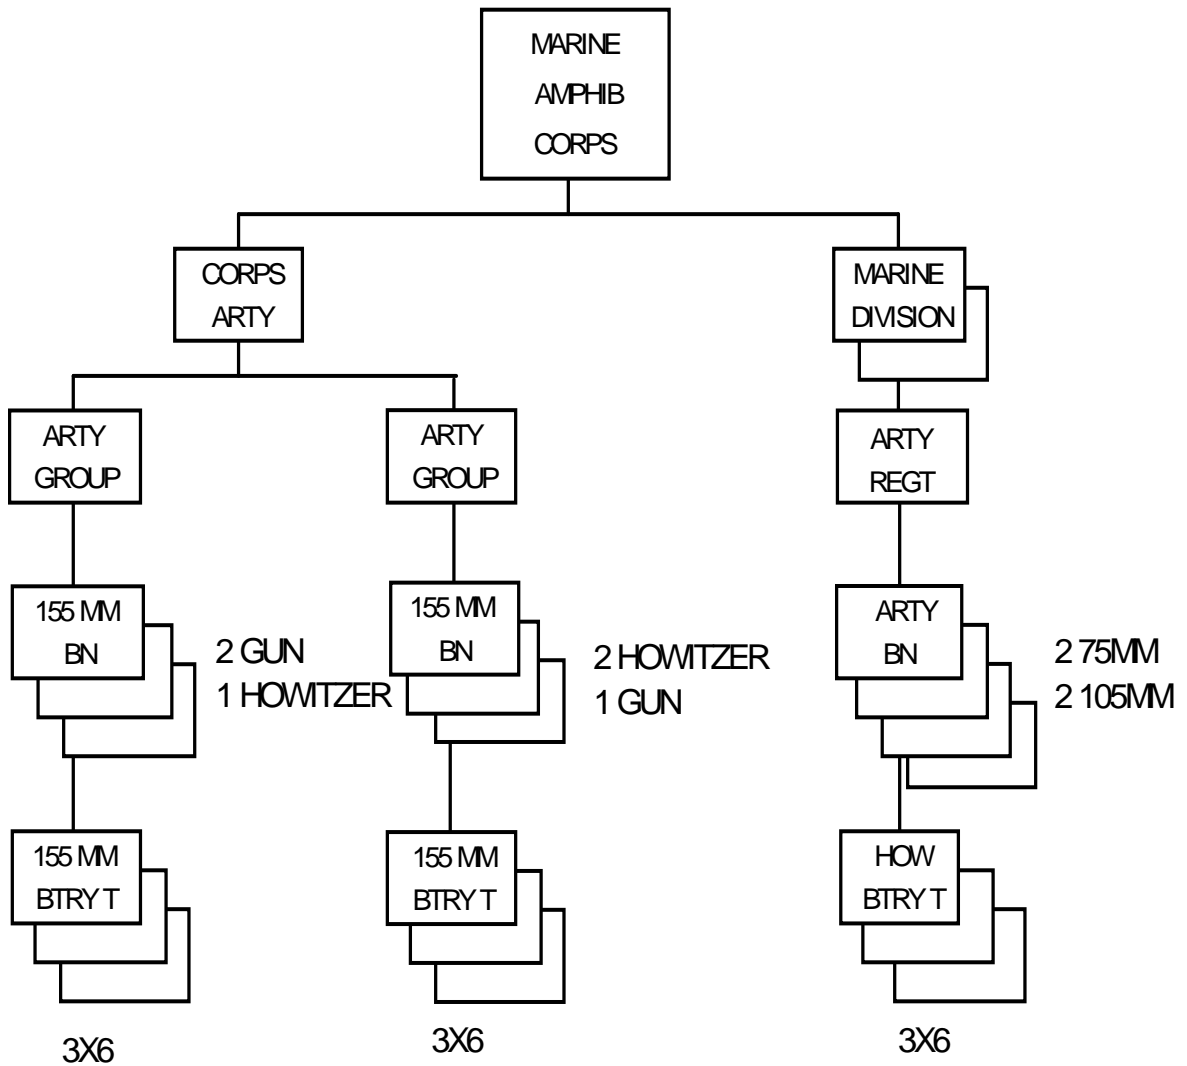 MARINE
AMPHIB
CORPS
CORPS
ARTY
MARINE
DIVISION
ARTY
GROUP
ARTY
GROUP
ARTY
REGT
155 MM
BN
2 GUN
1 HOWITZER
155 MM
BN
2 HOWITZER
1 GUN
ARTY
BN
2 75MM
2 105MM
155 MM
BTRY T
155 MM
BTRY T
HOW
BTRY T
3X6
3X6
3X6